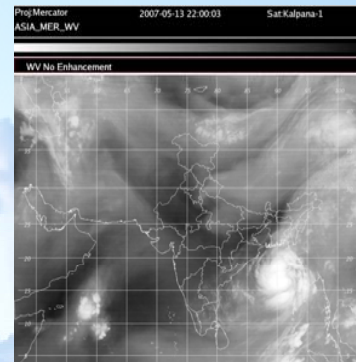 Proj:Mercator 2007-05-13 22:00:03 Sat:Kalpana-1
ASIA_MER_WV
WV No Enhancement